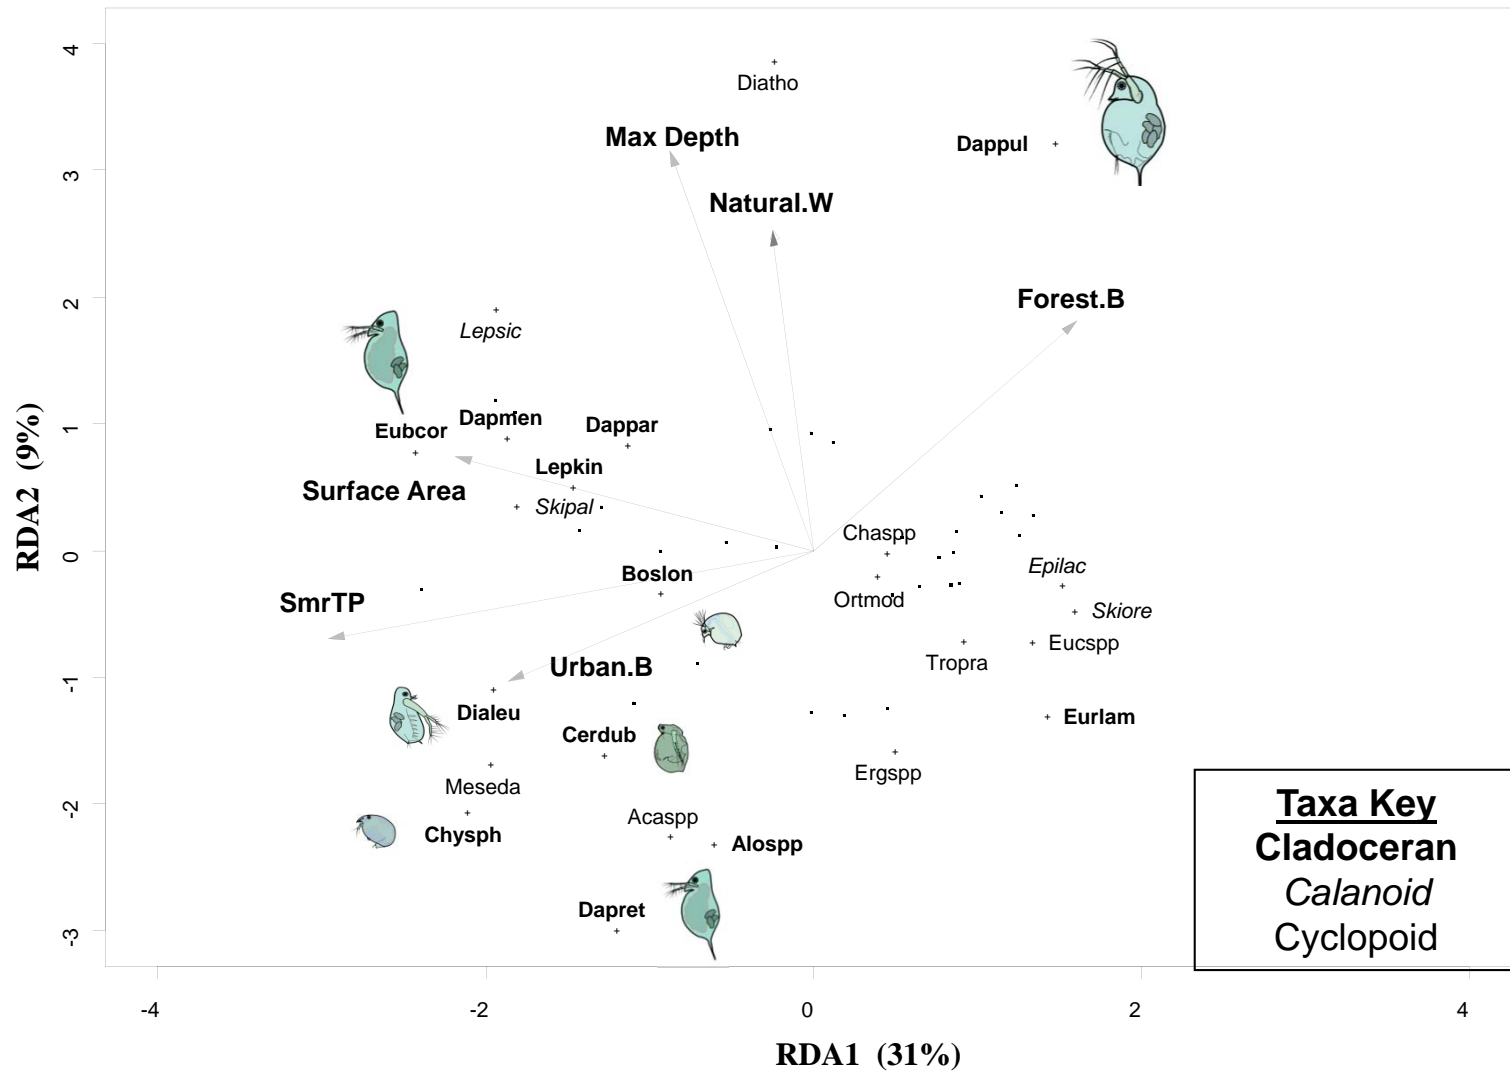 4
Diatho
Max Depth
Dappul
3
Natural.W
Forest.B
2
Lepsic
Dapmen
Dappar
Eubcor
1
Lepkin
Surface Area
Skipal
RDA2 (9%)
Chaspp
0
Boslon
Epilac
SmrTP
Ortmod
Skiore
Eucspp
Tropra
Urban.B
-1
Dialeu
Eurlam
Cerdub
Ergspp
Meseda
-2
Acaspp
Chysph
Alospp
Dapret
-3
Taxa Key
Cladoceran
Calanoid
Cyclopoid
-4
-2
0
2
4
RDA1 (31%)